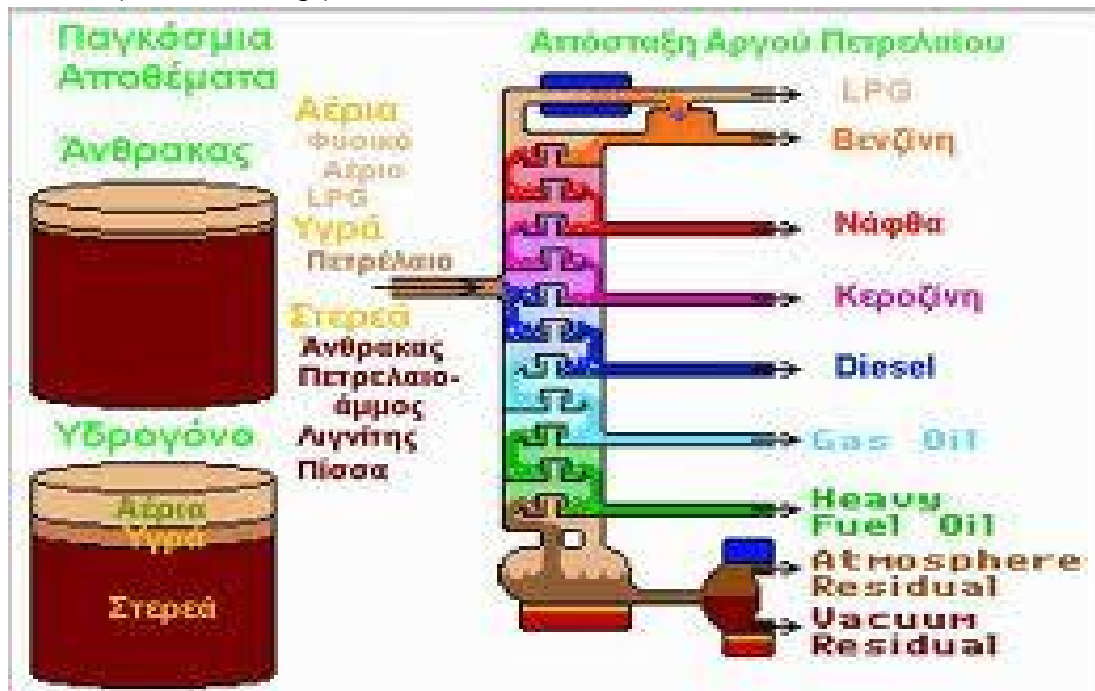 Παγκόσμια
Αποθέματα
Άνθρακας
Υδρογόνο
Αέρια
Υγρά
Στερεά
Αέρια
Φυσικό
Αέριο
LPG
Υγρά
Πετρέλαιο
Στερεά
Άνθρακας
Πετρελαιο-
άμμος
Λιγνίτης
Πίσσα
Απόσταξη Αργού Πετρελαίου
LPG
Βενζίνη
Νάφθα
Κεροζίνη
Diesel
Gas Oil
Heavy
Fuel Oil
Atmosphere
Residual
Vacuum
Residual